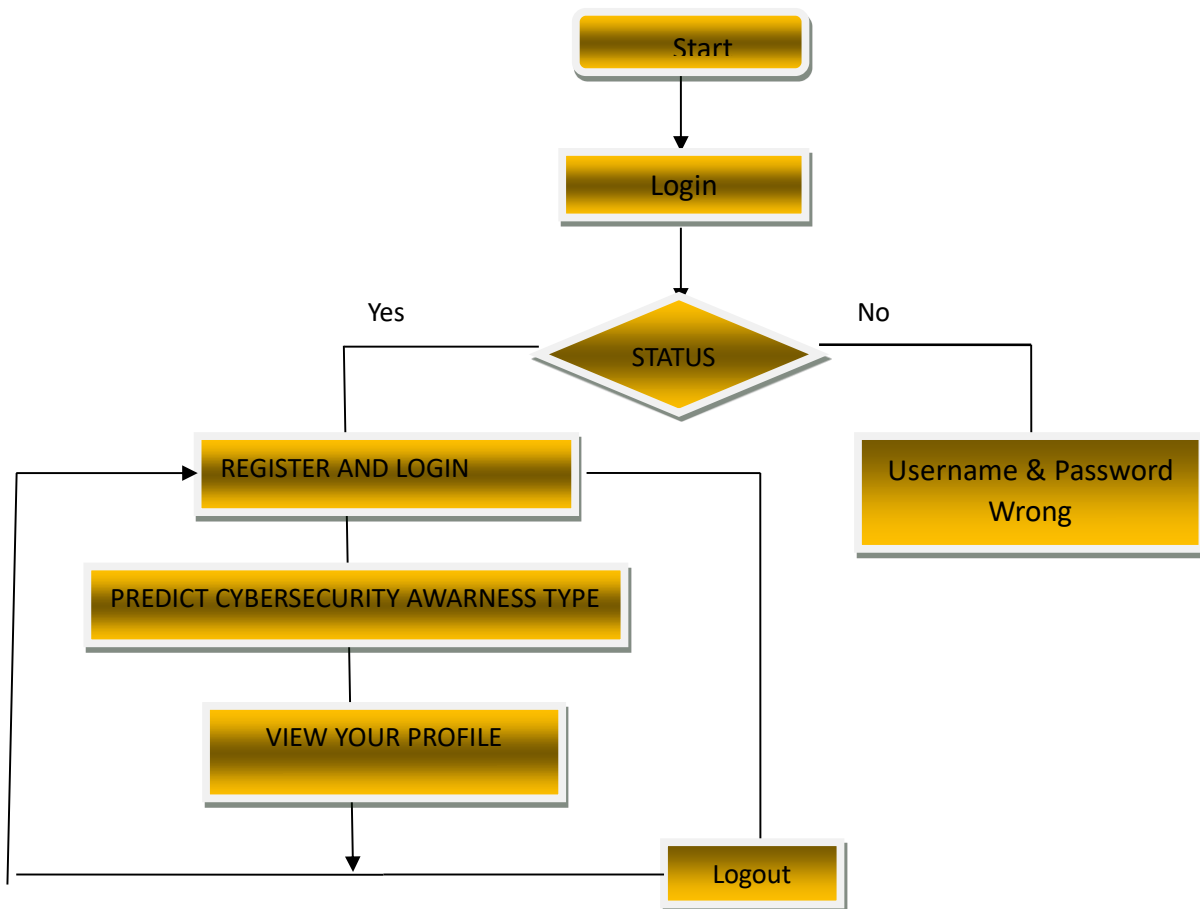 Start
Login
Yes
No
STATUS
REGISTER AND LOGIN
Username & Password
Wrong
PREDICT CYBERSECURITY AWARNESS TYPE
VIEW YOUR PROFILE
Logout